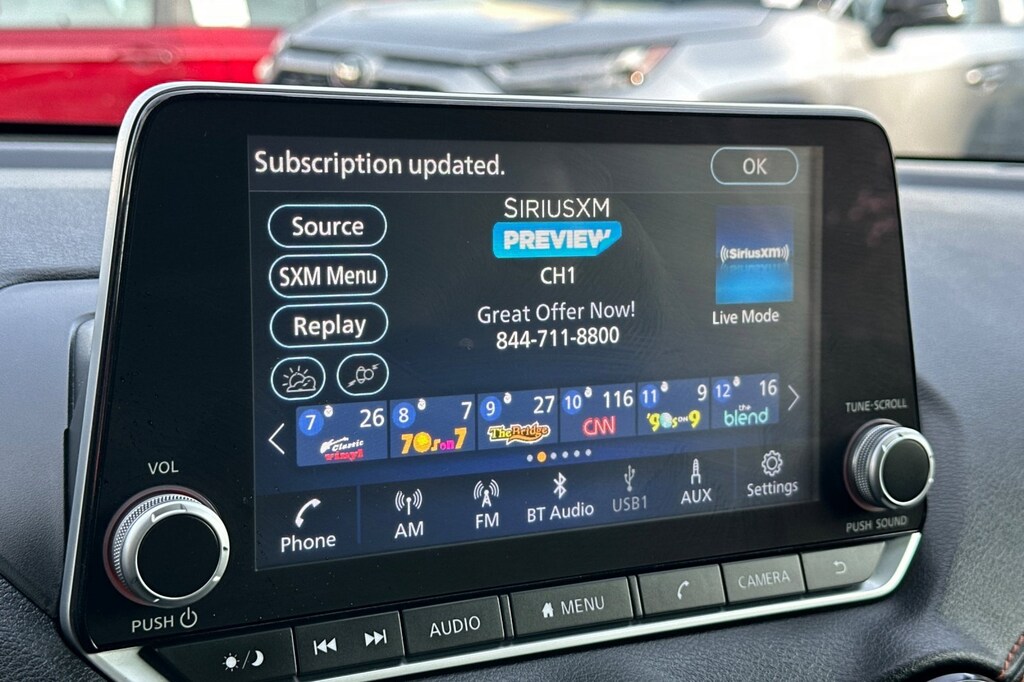 Subscription updated.
OK
Source
SXM Menu
Replay
SIRIUSXM
PREVIEW
CH1
Great Offer Now!
844-711-8800
SiriusXM
Live Mode
7 26
Classic Vinyl
8 7
70s on 7
9 27
The Bridge
10 116
CNN
11 9
'90s ON 9
12 16
the blend
Phone
AM
FM
BT Audio
USB1
AUX
Settings
VOL
PUSH
TUNE·SCROLL
PUSH SOUND
AUDIO
MENU
CAMERA